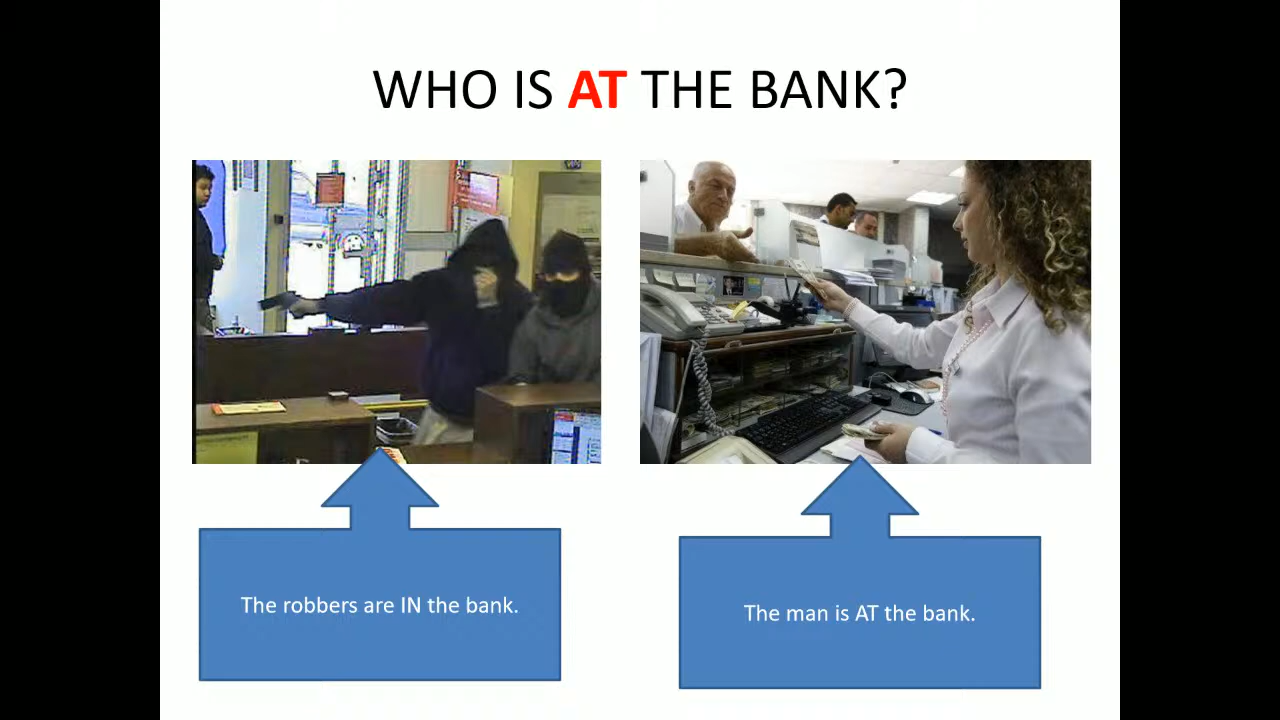 WHO IS AT THE BANK?
The robbers are IN the bank.
The man is AT the bank.